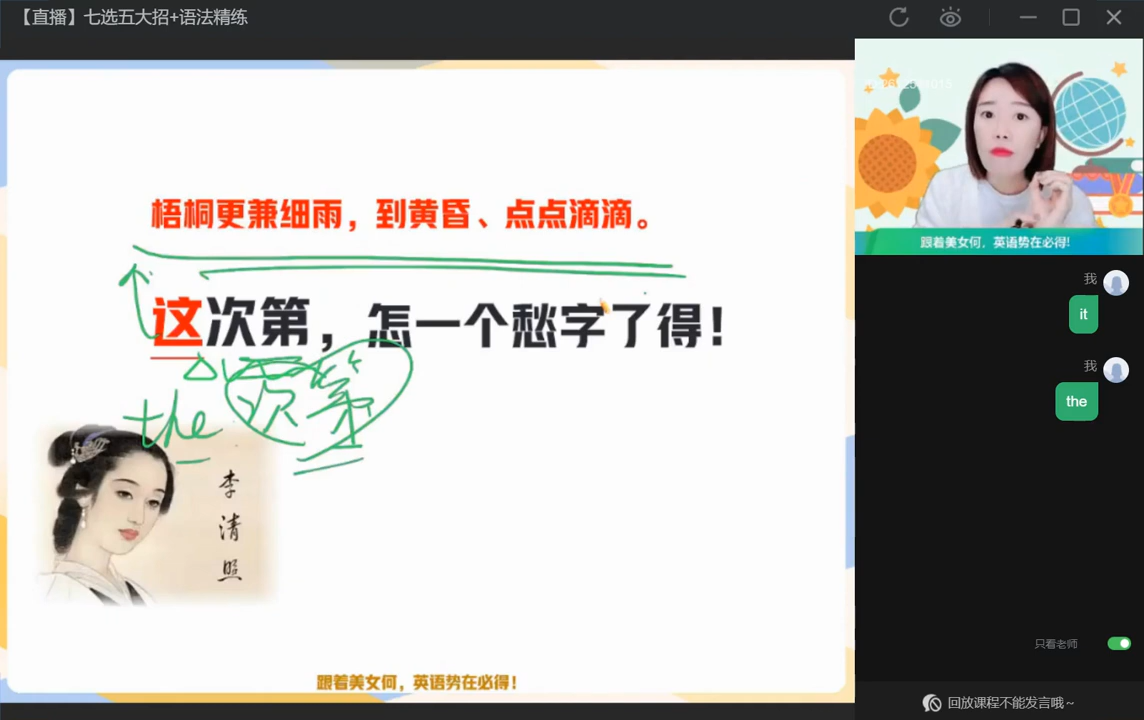 【直播】七选五大招+语法精练
梧桐更兼细雨，到黄昏、点点滴滴。
这次第，怎一个愁字了得！
the 次第
李清照
跟着美女何，英语势在必得！
跟着美女何，英语势在必得！
我
it
我
the
只看老师
回放课程不能发言哦~